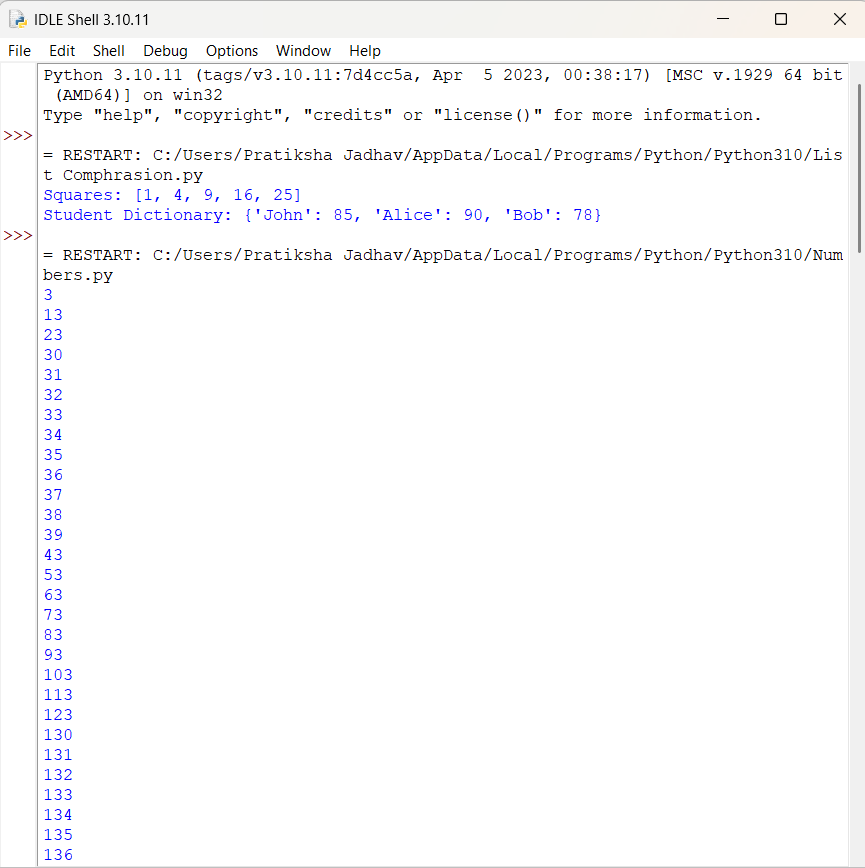 IDLE Shell 3.10.11
File Edit Shell Debug Options Window Help
Python 3.10.11 (tags/v3.10.11:7d4cc5a, Apr  5 2023, 00:38:17) [MSC v.1929 64 bit
 (AMD64)] on win32
Type "help", "copyright", "credits" or "license()" for more information.
>>>
= RESTART: C:/Users/Pratiksha Jadhav/AppData/Local/Programs/Python/Python310/Lis
t Comphrasion.py
Squares: [1, 4, 9, 16, 25]
Student Dictionary: {'John': 85, 'Alice': 90, 'Bob': 78}
>>>
= RESTART: C:/Users/Pratiksha Jadhav/AppData/Local/Programs/Python/Python310/Num
bers.py
3
13
23
30
31
32
33
34
35
36
37
38
39
43
53
63
73
83
93
103
113
123
130
131
132
133
134
135
136